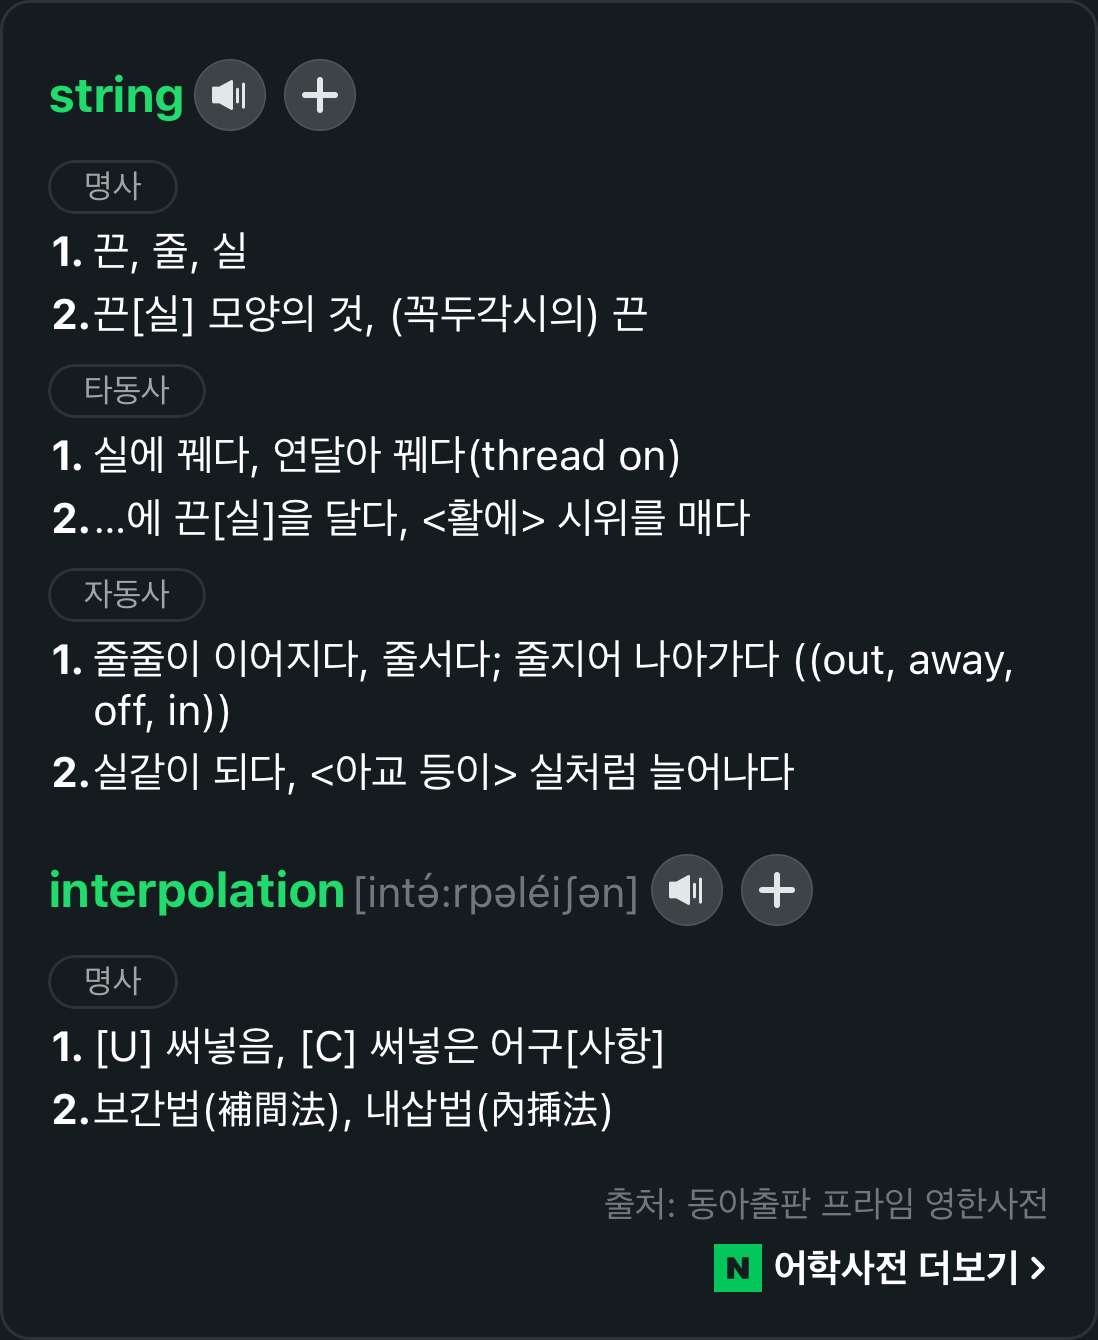 string
명사
1. 끈, 줄, 실
2. 끈[실] 모양의 것, (꼭두각시의) 끈
타동사
1. 실에 꿰다, 연달아 꿰다(thread on)
2. …에 끈[실]을 달다, <활에> 시위를 매다
자동사
1. 줄줄이 이어지다, 줄서다; 줄지어 나아가다 ((out, away,
off, in))
2. 실같이 되다, <아교 등이> 실처럼 늘어나다
interpolation [intə́ːrpəléiʃən]
명사
1. [U] 써넣음, [C] 써넣은 어구[사항]
2. 보간법(補間法), 내삽법(內揷法)
출처: 동아출판 프라임 영한사전
N 어학사전 더보기 >